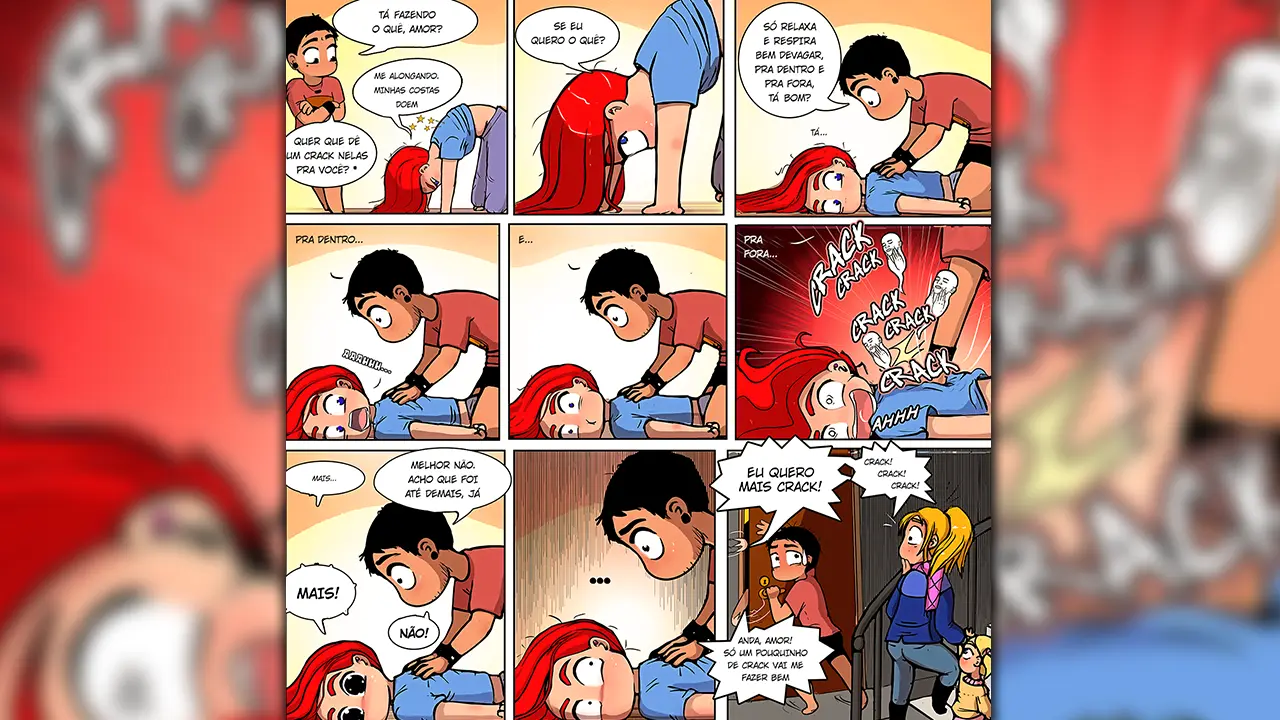 TÁ FAZENDO
O QUÊ, AMOR?
ME ALONGANDO.
MINHAS COSTAS
DOEM
QUER QUE DÊ
UM CRACK NELAS
PRA VOCÊ? *
SE EU
QUERO O QUÊ?
SÓ RELAXA
E RESPIRA
BEM DEVAGAR,
PRA DENTRO E
PRA FORA,
TÁ BOM?
TÁ...
PRA DENTRO...
AAAHHH...
E...
PRA
FORA...
CRACK
CRACK
CRACK
CRACK
CRACK
AHHH
MAIS...
MELHOR NÃO.
ACHO QUE FOI
ATÉ DEMAIS, JÁ
MAIS!
NÃO!
...
EU QUERO
MAIS CRACK!
CRACK!
CRACK!
CRACK!
ANDA, AMOR!
SÓ UM POUQUINHO
DE CRACK VAI ME
FAZER BEM